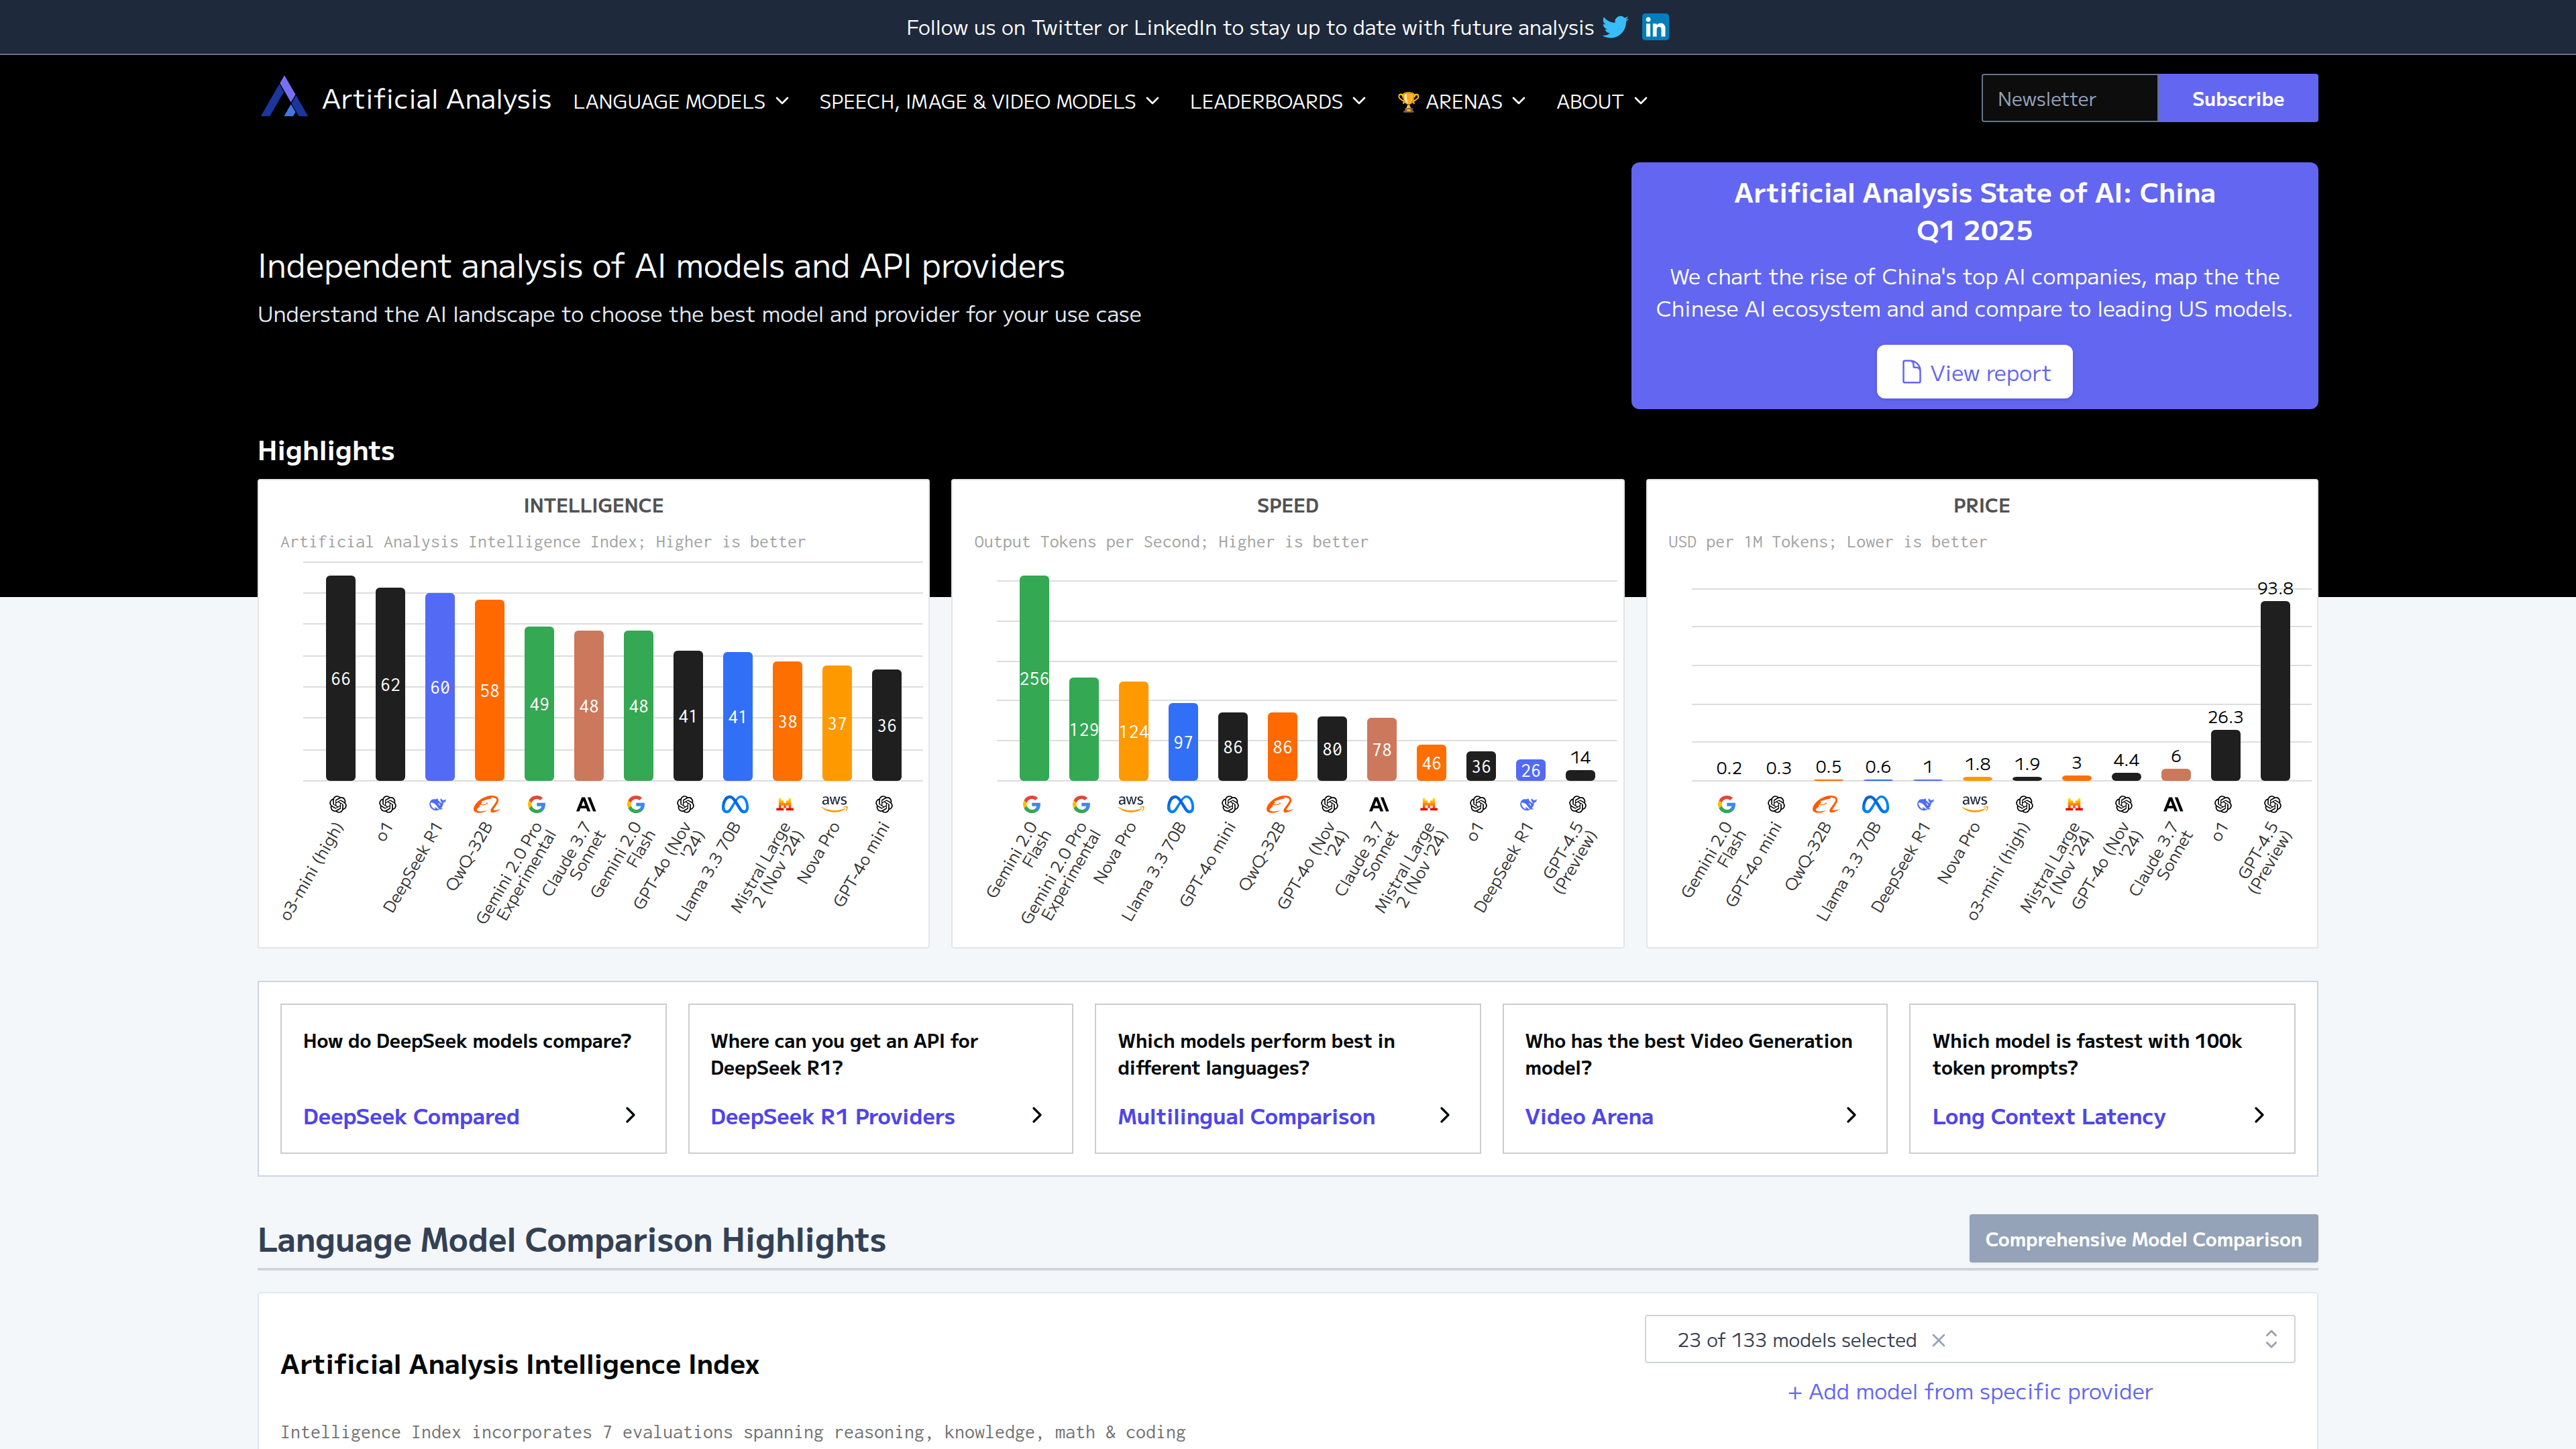 Follow us on Twitter or LinkedIn to stay up to date with future analysis
Artificial Analysis
LANGUAGE MODELS
SPEECH, IMAGE & VIDEO MODELS
LEADERBOARDS
🏆 ARENAS
ABOUT
Newsletter
Subscribe
Independent analysis of AI models and API providers
Understand the AI landscape to choose the best model and provider for your use case
Artificial Analysis State of AI: China
Q1 2025
We chart the rise of China's top AI companies, map the the
Chinese AI ecosystem and and compare to leading US models.
View report
Highlights
INTELLIGENCE
Artificial Analysis Intelligence Index; Higher is better
66
62
60
58
49
48
48
41
41
38
37
36
aws
o3-mini (high)
o1
DeepSeek R1
QwQ-32B
Gemini 2.0 Pro
Experimental
Claude 3.7
Sonnet
Gemini 2.0
Flash
GPT-4o (Nov
'24)
Llama 3.3 70B
Mistral Large
2 (Nov '24)
Nova Pro
GPT-4o mini
SPEED
Output Tokens per Second; Higher is better
256
129
124
97
86
86
80
78
46
36
26
14
aws
Gemini 2.0
Flash
Gemini 2.0 Pro
Experimental
Nova Pro
Llama 3.3 70B
GPT-4o mini
QwQ-32B
GPT-4o (Nov
'24)
Claude 3.7
Sonnet
Mistral Large
2 (Nov '24)
o1
DeepSeek R1
GPT-4.5
(Preview)
PRICE
USD per 1M Tokens; Lower is better
0.2
0.3
0.5
0.6
1
1.8
1.9
3
4.4
6
26.3
93.8
aws
Gemini 2.0
Flash
GPT-4o mini
QwQ-32B
Llama 3.3 70B
DeepSeek R1
Nova Pro
o3-mini (high)
Mistral Large
2 (Nov '24)
GPT-4o (Nov
'24)
Claude 3.7
Sonnet
o1
GPT-4.5
(Preview)
How do DeepSeek models compare?
DeepSeek Compared
Where can you get an API for
DeepSeek R1?
DeepSeek R1 Providers
Which models perform best in
different languages?
Multilingual Comparison
Who has the best Video Generation
model?
Video Arena
Which model is fastest with 100k
token prompts?
Long Context Latency
Language Model Comparison Highlights
Comprehensive Model Comparison
23 of 133 models selected
+ Add model from specific provider
Artificial Analysis Intelligence Index
Intelligence Index incorporates 7 evaluations spanning reasoning, knowledge, math & coding